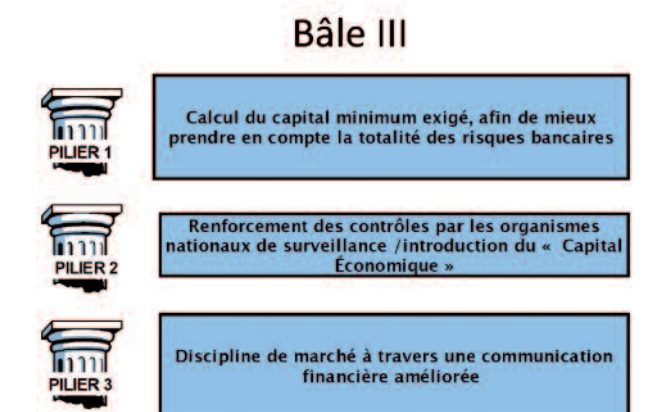 Bâle III
Calcul du capital minimum exigé, afin de mieux
prendre en compte la totalité des risques bancaires
PILIER 1
Renforcement des contrôles par les organismes
nationaux de surveillance /introduction du « Capital
Économique »
PILIER 2
Discipline de marché à travers une communication
financière améliorée
PILIER 3